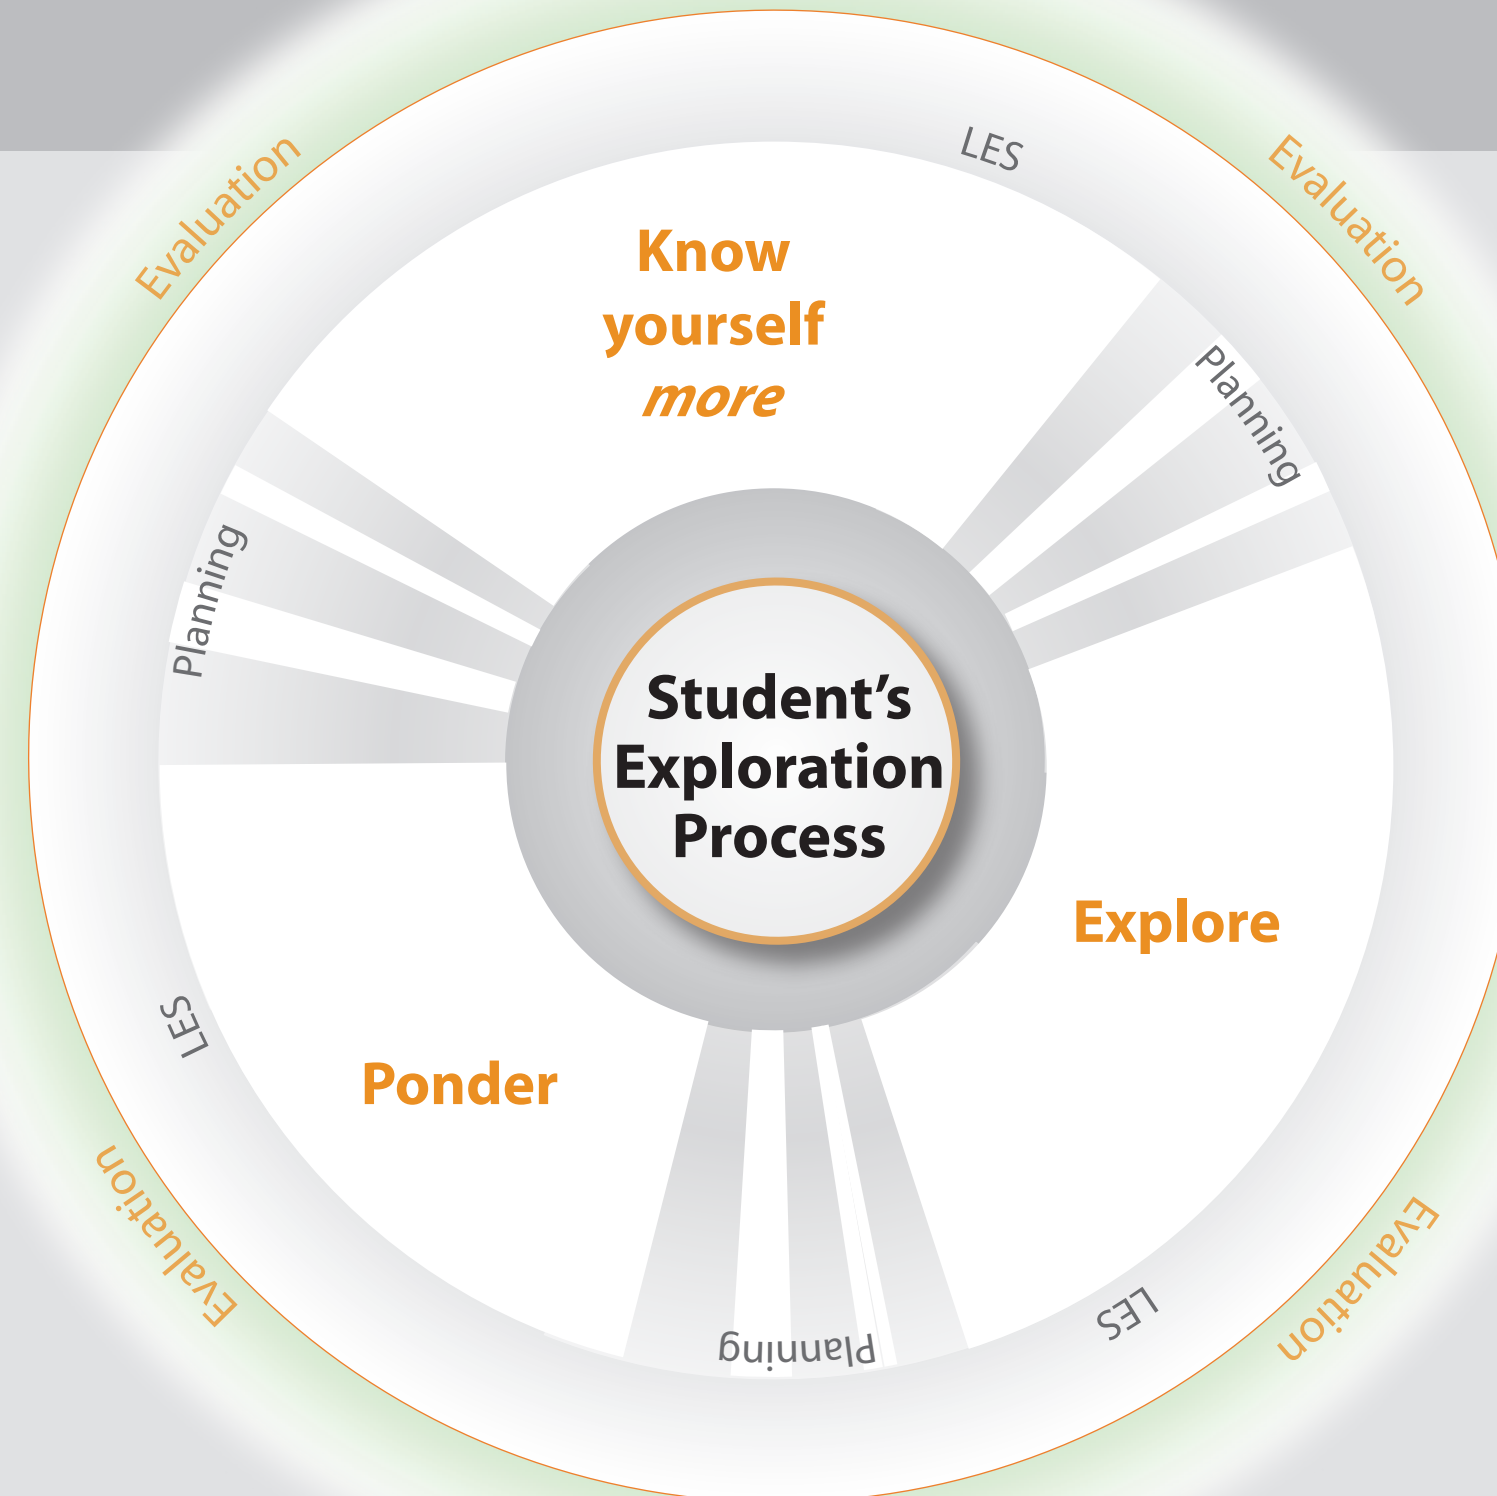 Evaluation
LES
Evaluation
Know
yourself
more
Planning
Planning
Student’s
Exploration
Process
Explore
LES
Ponder
Evaluation
Evaluation
LES
Planning